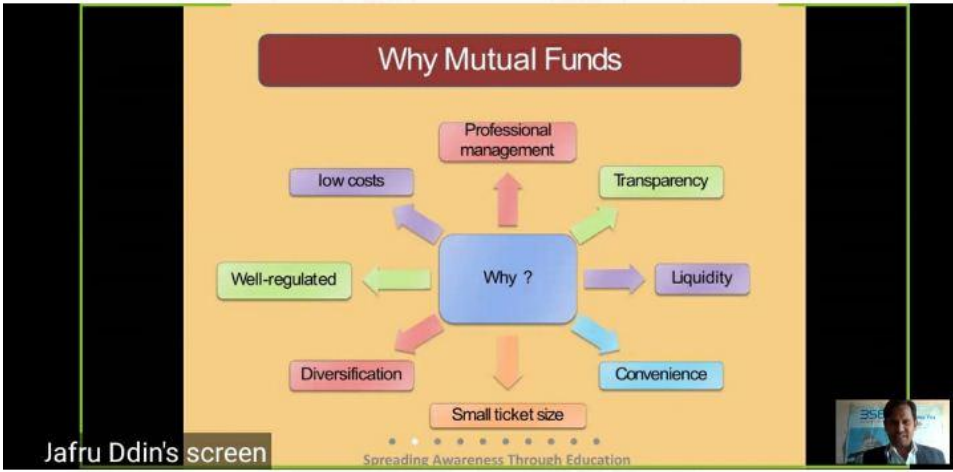 Why Mutual Funds
Professional
management
low costs
Transparency
Well-regulated
Why ?
Liquidity
Diversification
Convenience
Small ticket size
Jafru Ddin's screen
Spreading Awareness Through Education